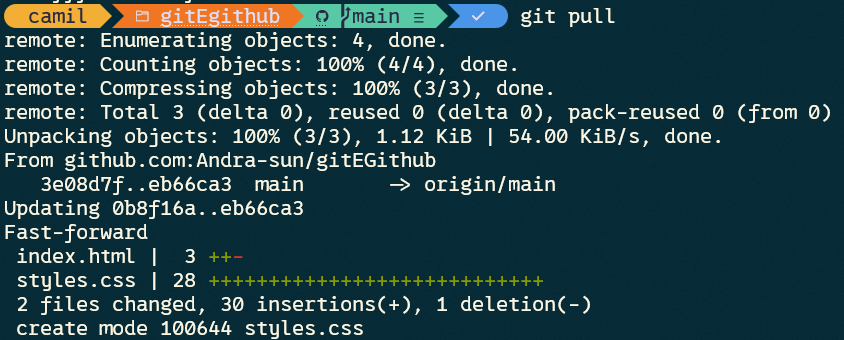 camil gitEgithub main ≡ ✓ git pull
remote: Enumerating objects: 4, done.
remote: Counting objects: 100% (4/4), done.
remote: Compressing objects: 100% (3/3), done.
remote: Total 3 (delta 0), reused 0 (delta 0), pack-reused 0 (from 0)
Unpacking objects: 100% (3/3), 1.12 KiB | 54.00 KiB/s, done.
From github.com:Andra-sun/gitEGithub
   3e08d7f..eb66ca3  main       -> origin/main
Updating 0b8f16a..eb66ca3
Fast-forward
 index.html |  3 ++-
 styles.css | 28 ++++++++++++++++++++++++++++
 2 files changed, 30 insertions(+), 1 deletion(-)
 create mode 100644 styles.css